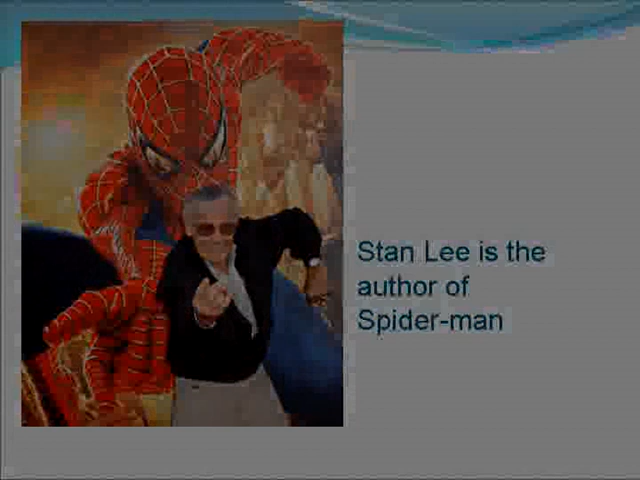 Stan Lee is the
author of
Spider-man